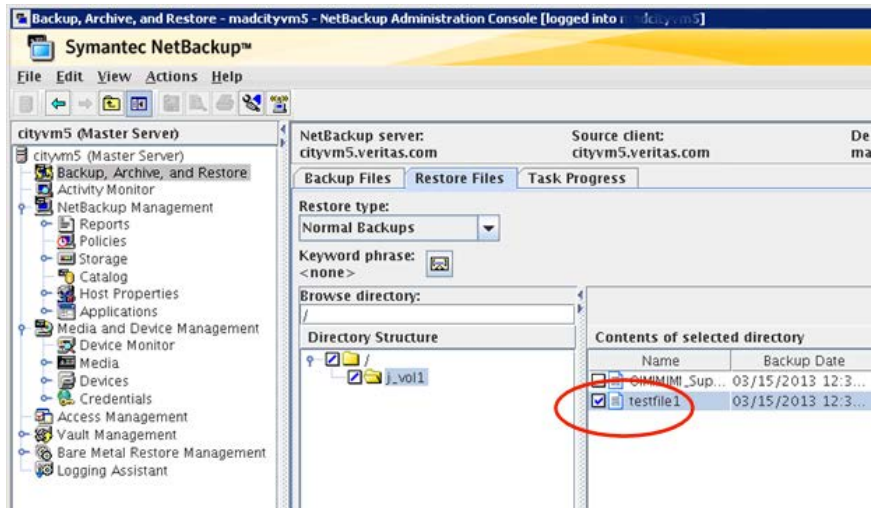 Backup, Archive, and Restore - madcityvm5 - NetBackup Administration Console [logged into madcityvm5]
Symantec NetBackup™
File Edit View Actions Help
cityvm5 (Master Server)
cityvm5 (Master Server)
Backup, Archive, and Restore
Activity Monitor
NetBackup Management
Reports
Policies
Storage
Catalog
Host Properties
Applications
Media and Device Management
Device Monitor
Media
Devices
Credentials
Access Management
Vault Management
Bare Metal Restore Management
Logging Assistant
NetBackup server: Source client: De
cityvm5.veritas.com cityvm5.veritas.com ma
Backup Files Restore Files Task Progress
Restore type:
Normal Backups
Keyword phrase:
<none>
Browse directory:
/
Directory Structure
/
j_vol1
Contents of selected directory
Name Backup Date
03/15/2013 12:3...
testfile1 03/15/2013 12:3...